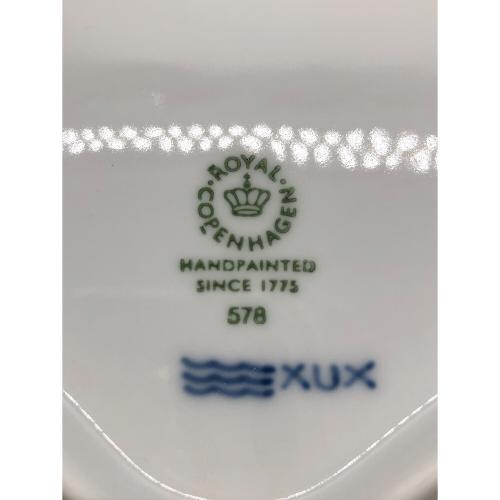 ROYAL
COPENHAGEN
HANDPAINTED
SINCE 1775
578
XUX